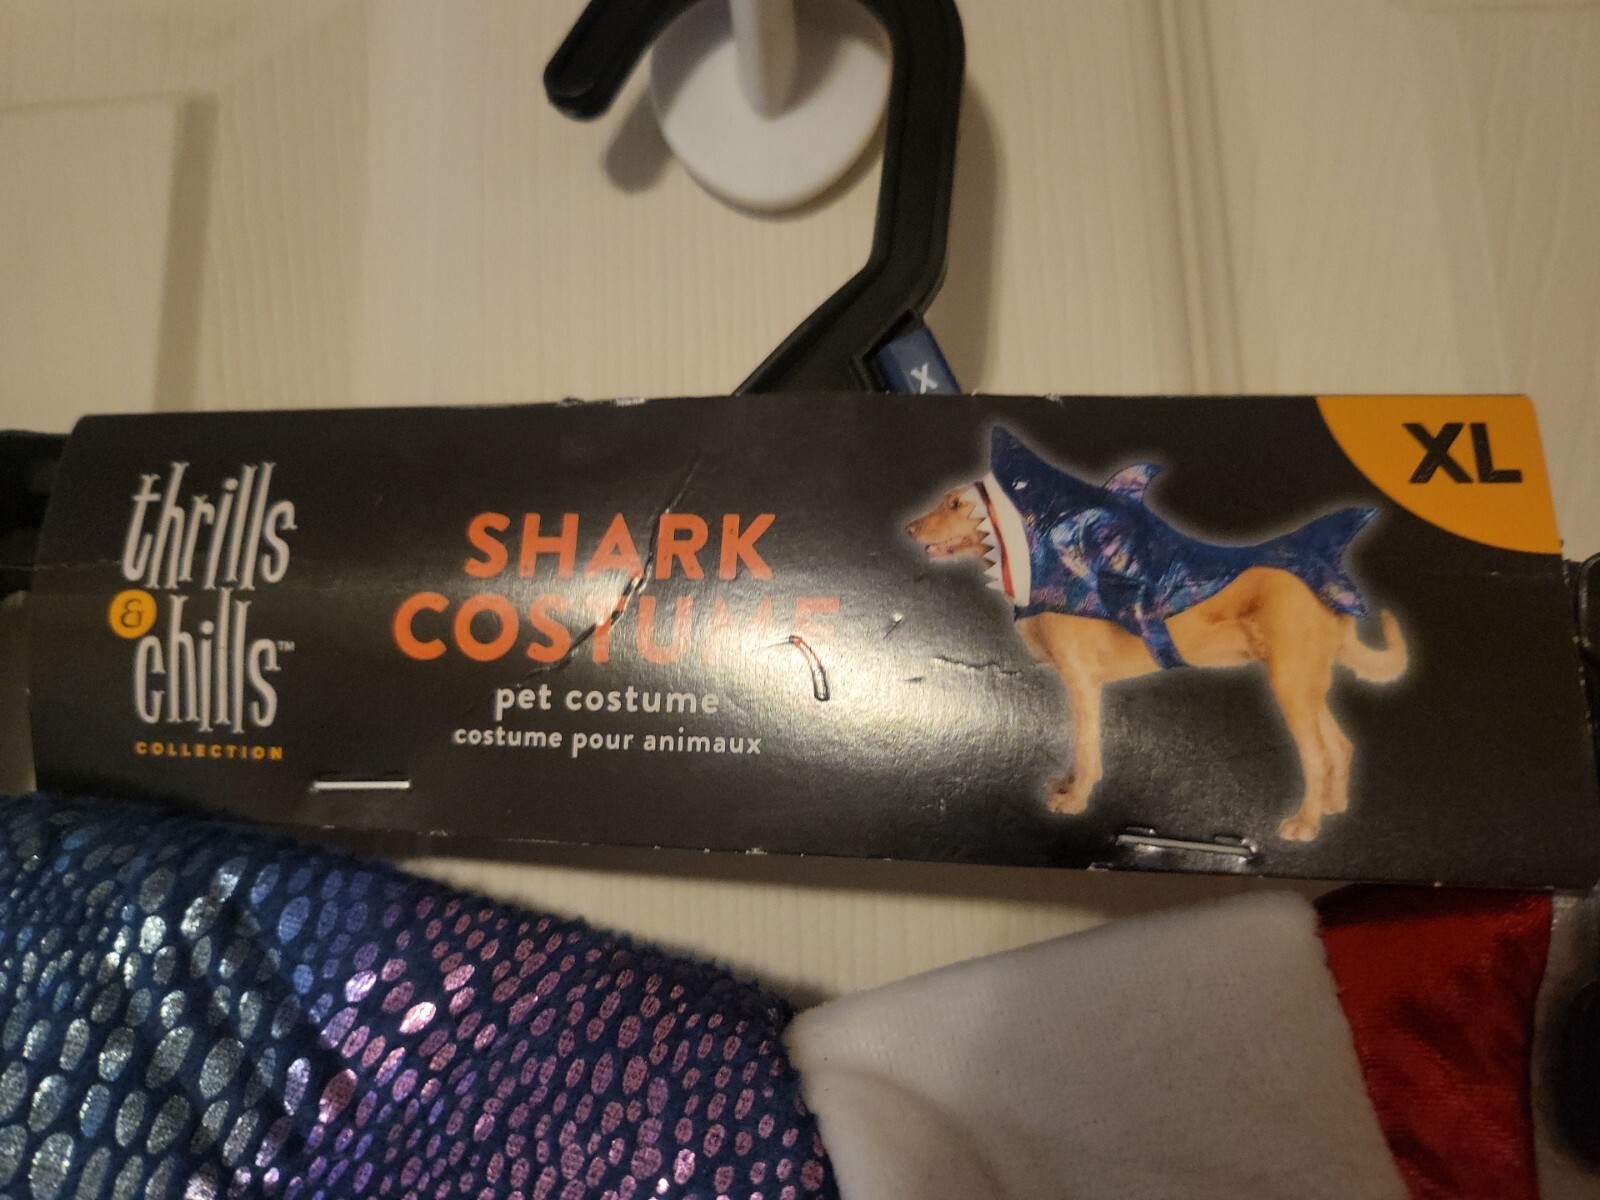 X
thrills
&
chills™
COLLECTION
SHARK
COSTUME
pet costume
costume pour animaux
XL